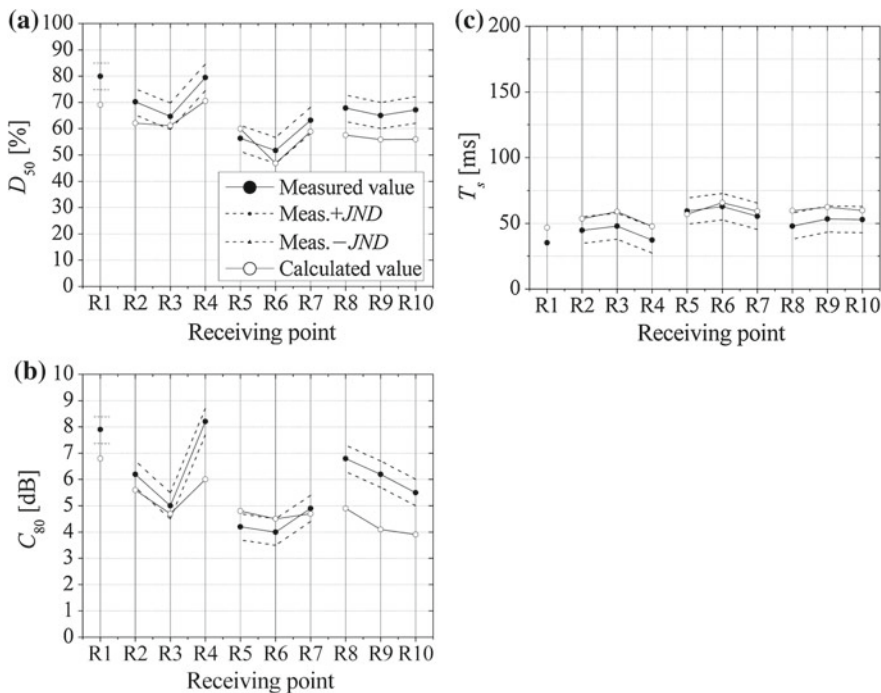 (a)
100
90
80
70
60
50
40
30
20
10
0
D50 [%]
Measured value
Meas.+JND
Meas.−JND
Calculated value
R1 R2 R3 R4 R5 R6 R7 R8 R9 R10
Receiving point
(c)
200
150
100
50
0
Ts [ms]
R1 R2 R3 R4 R5 R6 R7 R8 R9 R10
Receiving point
(b)
10
9
8
7
6
5
4
3
2
1
0
C80 [dB]
R1 R2 R3 R4 R5 R6 R7 R8 R9 R10
Receiving point